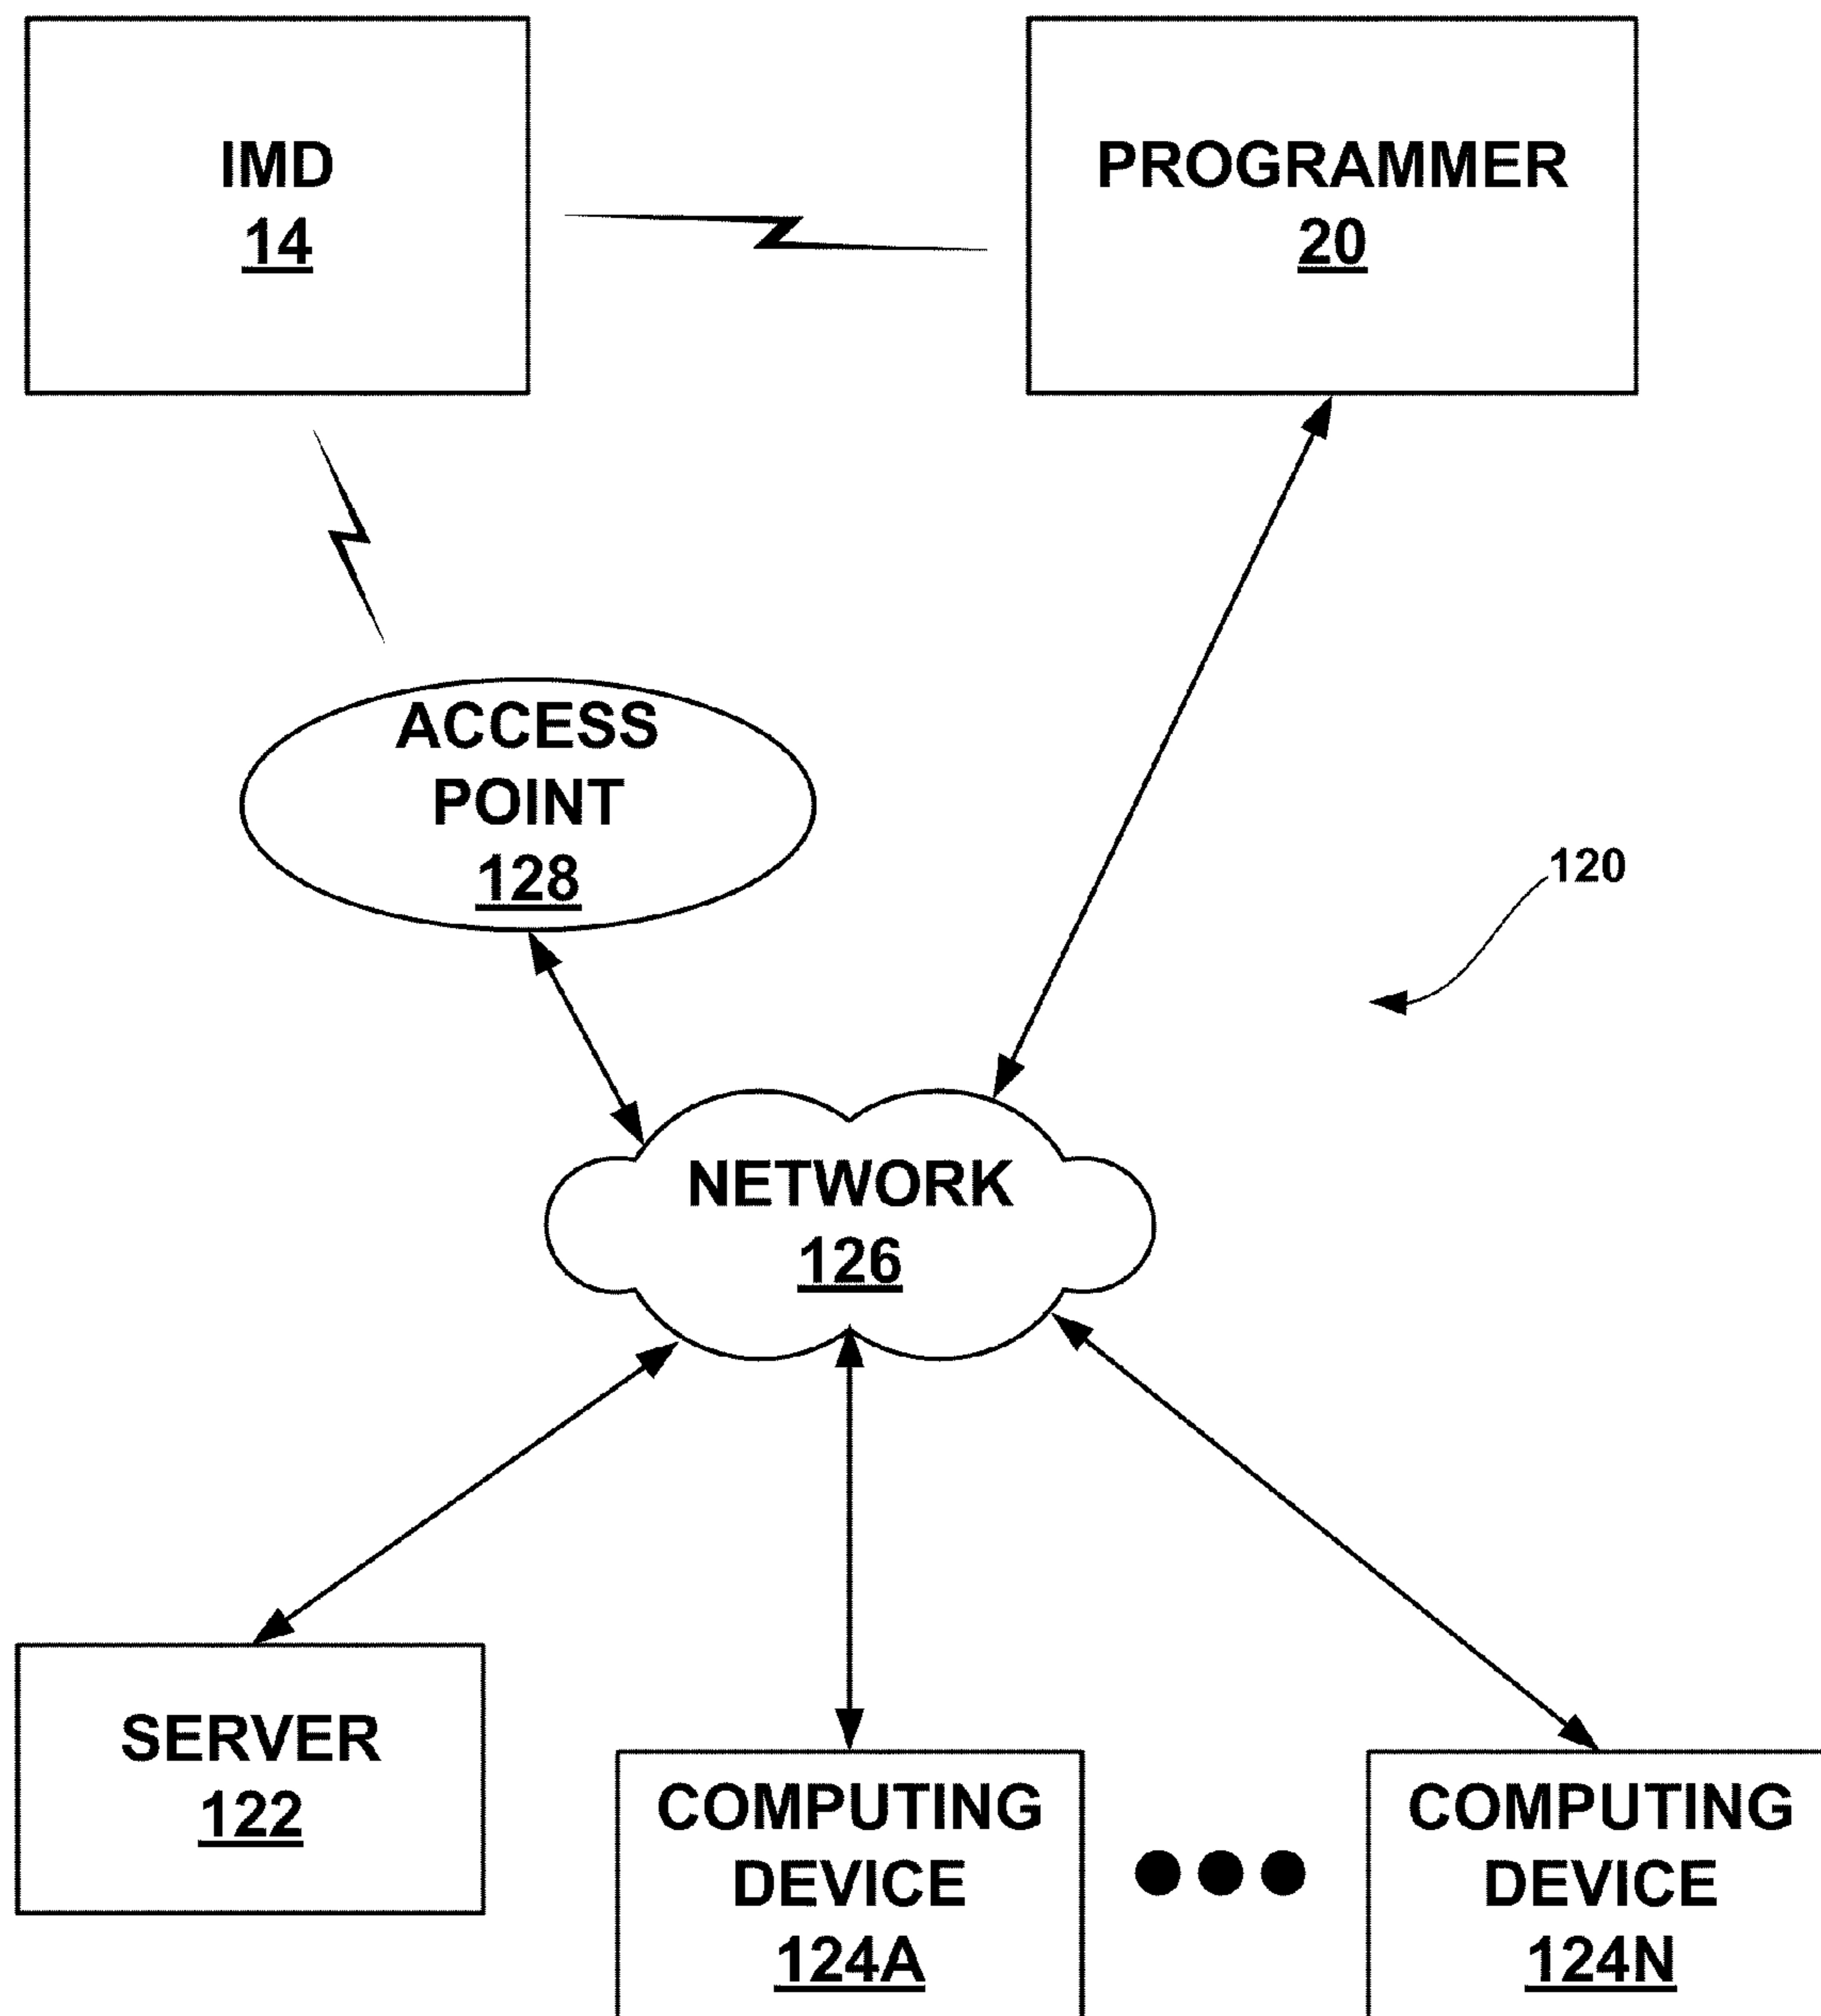 IMD
14
PROGRAMMER
20
ACCESS
POINT
128
120
NETWORK
126
SERVER
122
COMPUTING
DEVICE
124A
COMPUTING
DEVICE
124N